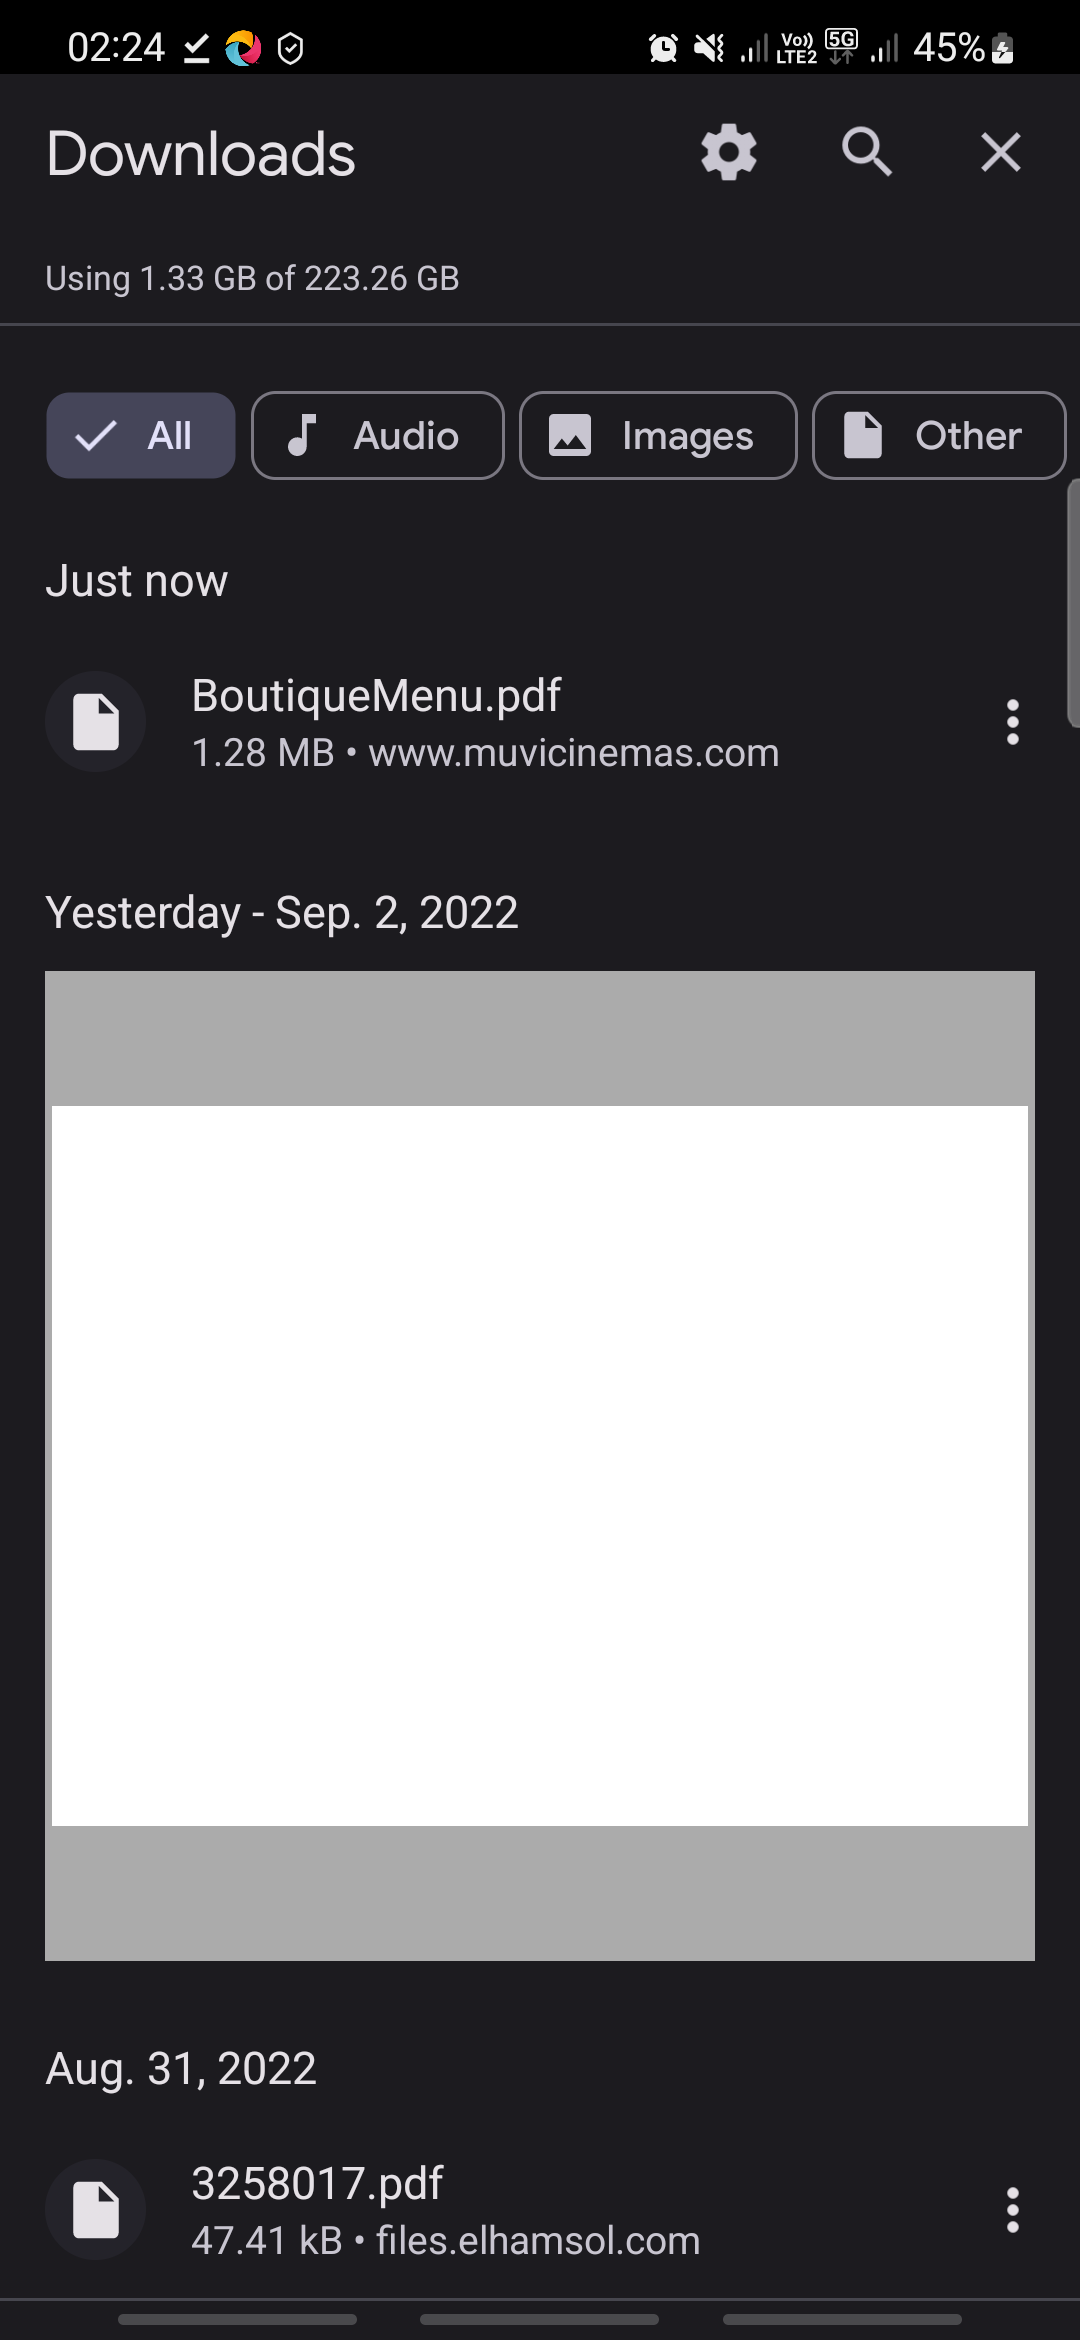 02:24
Vo)) LTE2 5G 45%
Downloads
Using 1.33 GB of 223.26 GB
All Audio Images Other
Just now
BoutiqueMenu.pdf
1.28 MB • www.muvicinemas.com
Yesterday - Sep. 2, 2022
Aug. 31, 2022
3258017.pdf
47.41 kB • files.elhamsol.com